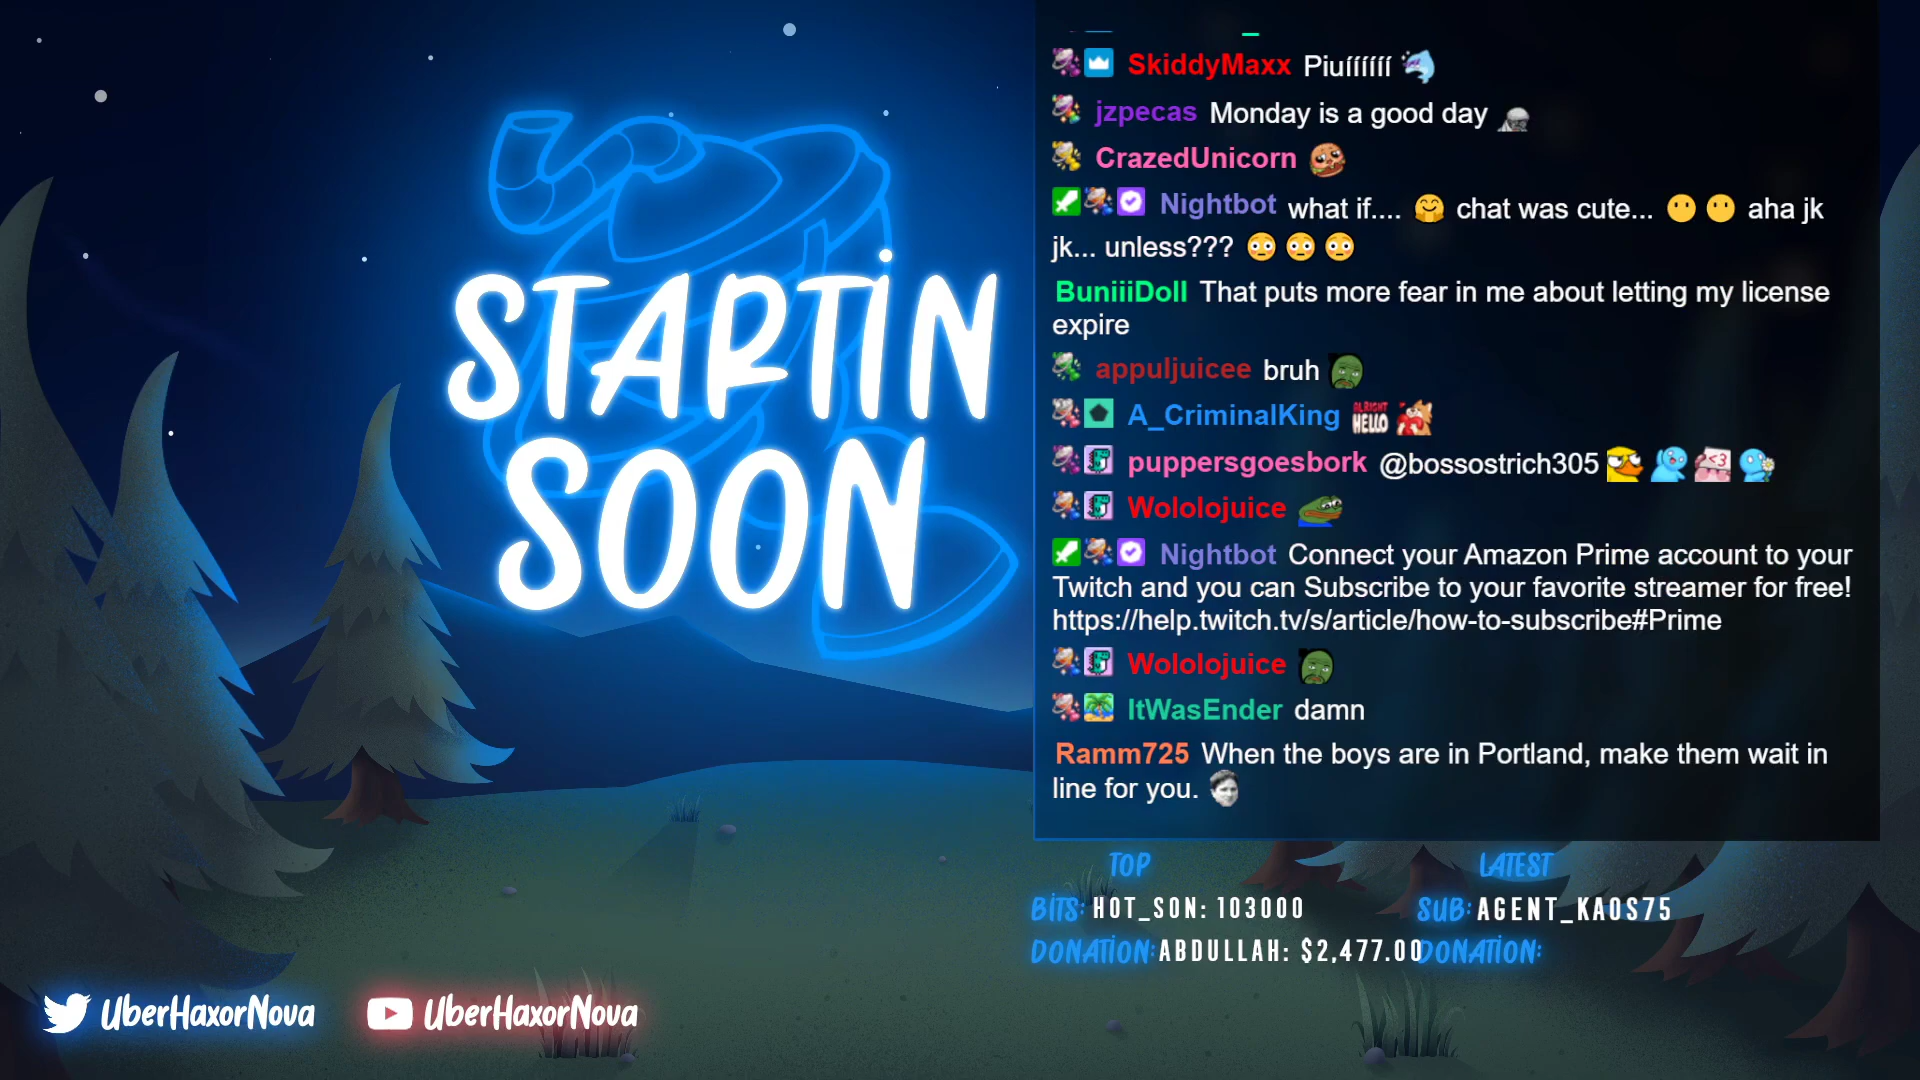 STARTIN
SOON
SkiddyMaxx Piuíííííí
jzpecas Monday is a good day
CrazedUnicorn
Nightbot what if.... 🤗 chat was cute... 😶 😶 aha jk
jk... unless??? 😳 😳 😳
BuniiiDoll That puts more fear in me about letting my license
expire
appuljuicee bruh
A_CriminalKing ALRIGHT HELLO
puppersgoesbork @bossostrich305 <3
Wololojuice
Nightbot Connect your Amazon Prime account to your
Twitch and you can Subscribe to your favorite streamer for free!
https://help.twitch.tv/s/article/how-to-subscribe#Prime
Wololojuice
ItWasEnder damn
Ramm725 When the boys are in Portland, make them wait in
line for you.
TOP
BITS: HOT_SON: 103000
DONATION: ABDULLAH: $2,477.00
LATEST
SUB: AGENT_KAOS75
DONATION:
UberHaxorNova
UberHaxorNova